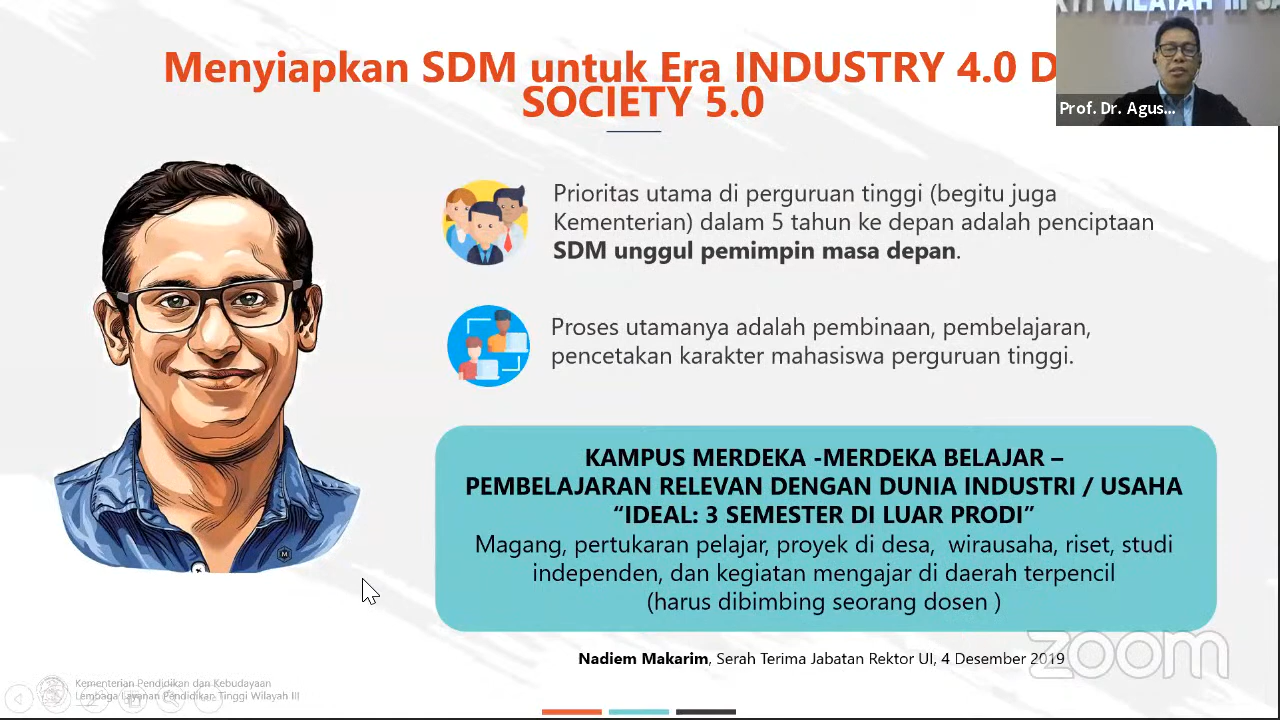 Menyiapkan SDM untuk Era INDUSTRY 4.0 D
SOCIETY 5.0
WILAYAH III
Prof. Dr. Agus...
Prioritas utama di perguruan tinggi (begitu juga
Kementerian) dalam 5 tahun ke depan adalah penciptaan
SDM unggul pemimpin masa depan.
Proses utamanya adalah pembinaan, pembelajaran,
pencetakan karakter mahasiswa perguruan tinggi.
KAMPUS MERDEKA -MERDEKA BELAJAR –
PEMBELAJARAN RELEVAN DENGAN DUNIA INDUSTRI / USAHA
“IDEAL: 3 SEMESTER DI LUAR PRODI”
Magang, pertukaran pelajar, proyek di desa,  wirausaha, riset, studi
independen, dan kegiatan mengajar di daerah terpencil
(harus dibimbing seorang dosen )
M
Nadiem Makarim, Serah Terima Jabatan Rektor UI, 4 Desember 2019
zoom
Kementerian Pendidikan dan Kebudayaan
Lembaga Layanan Pendidikan Tinggi Wilayah III